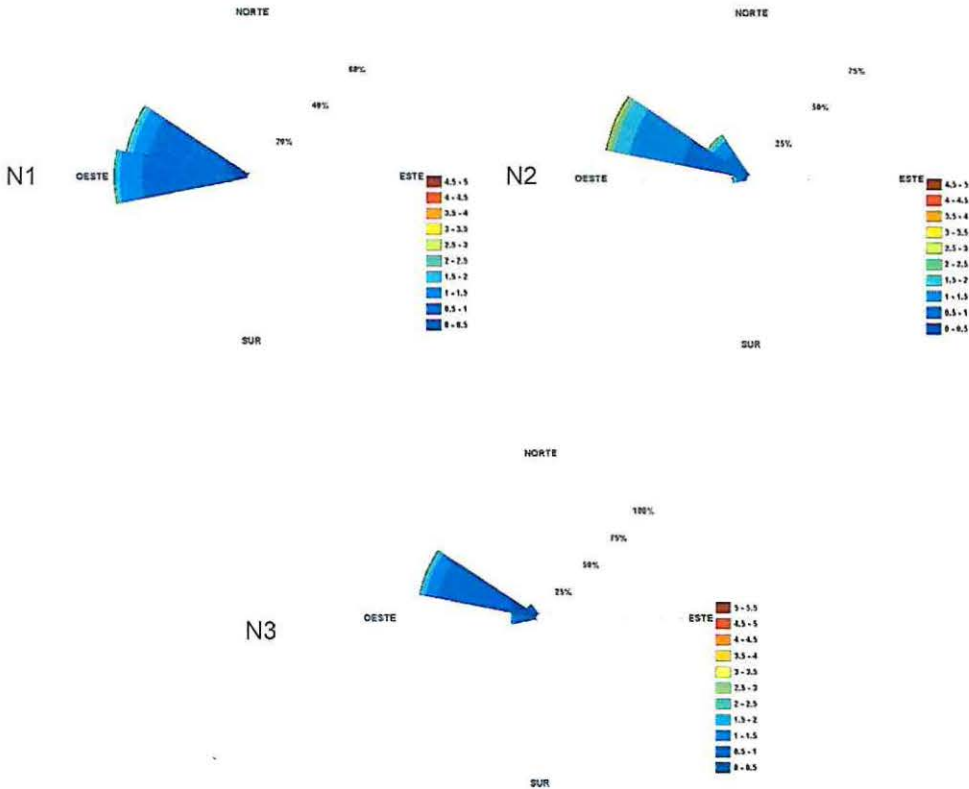 NORTE
60%
40%
20%
N1
OESTE
ESTE
4.5 - 5
4 - 4.5
3.5 - 4
3 - 3.5
2.5 - 3
2 - 2.5
1.5 - 2
1 - 1.5
0.5 - 1
0 - 0.5
SUR
NORTE
75%
50%
25%
N2
OESTE
ESTE
4.5 - 5
4 - 4.5
3.5 - 4
3 - 3.5
2.5 - 3
2 - 2.5
1.5 - 2
1 - 1.5
0.5 - 1
0 - 0.5
SUR
NORTE
100%
75%
50%
25%
N3
OESTE
ESTE
5 - 5.5
4.5 - 5
4 - 4.5
3.5 - 4
3 - 3.5
2.5 - 3
2 - 2.5
1.5 - 2
1 - 1.5
0.5 - 1
0 - 0.5
SUR